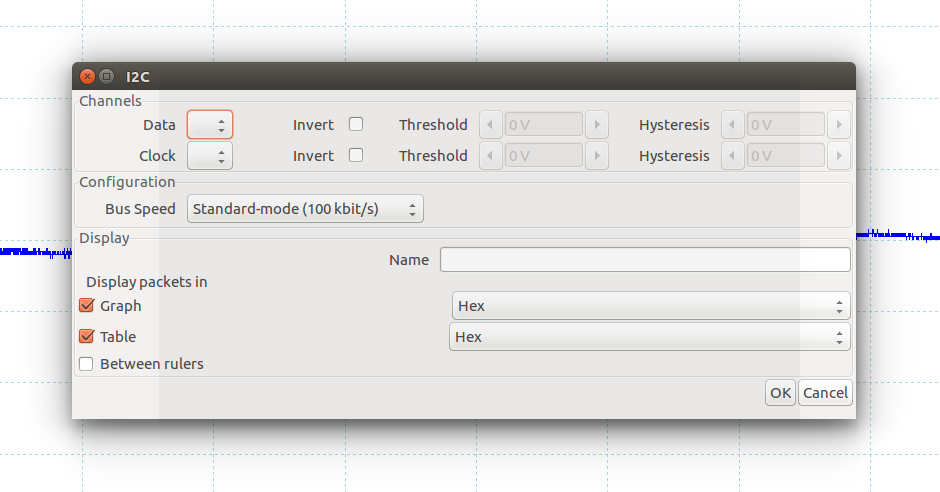 I2C
Channels
Data Invert Threshold 0 V Hysteresis 0 V
Clock Invert Threshold 0 V Hysteresis 0 V
Configuration
Bus Speed Standard-mode (100 kbit/s)
Display
Name
Display packets in
Graph Hex
Table Hex
Between rulers
OK Cancel